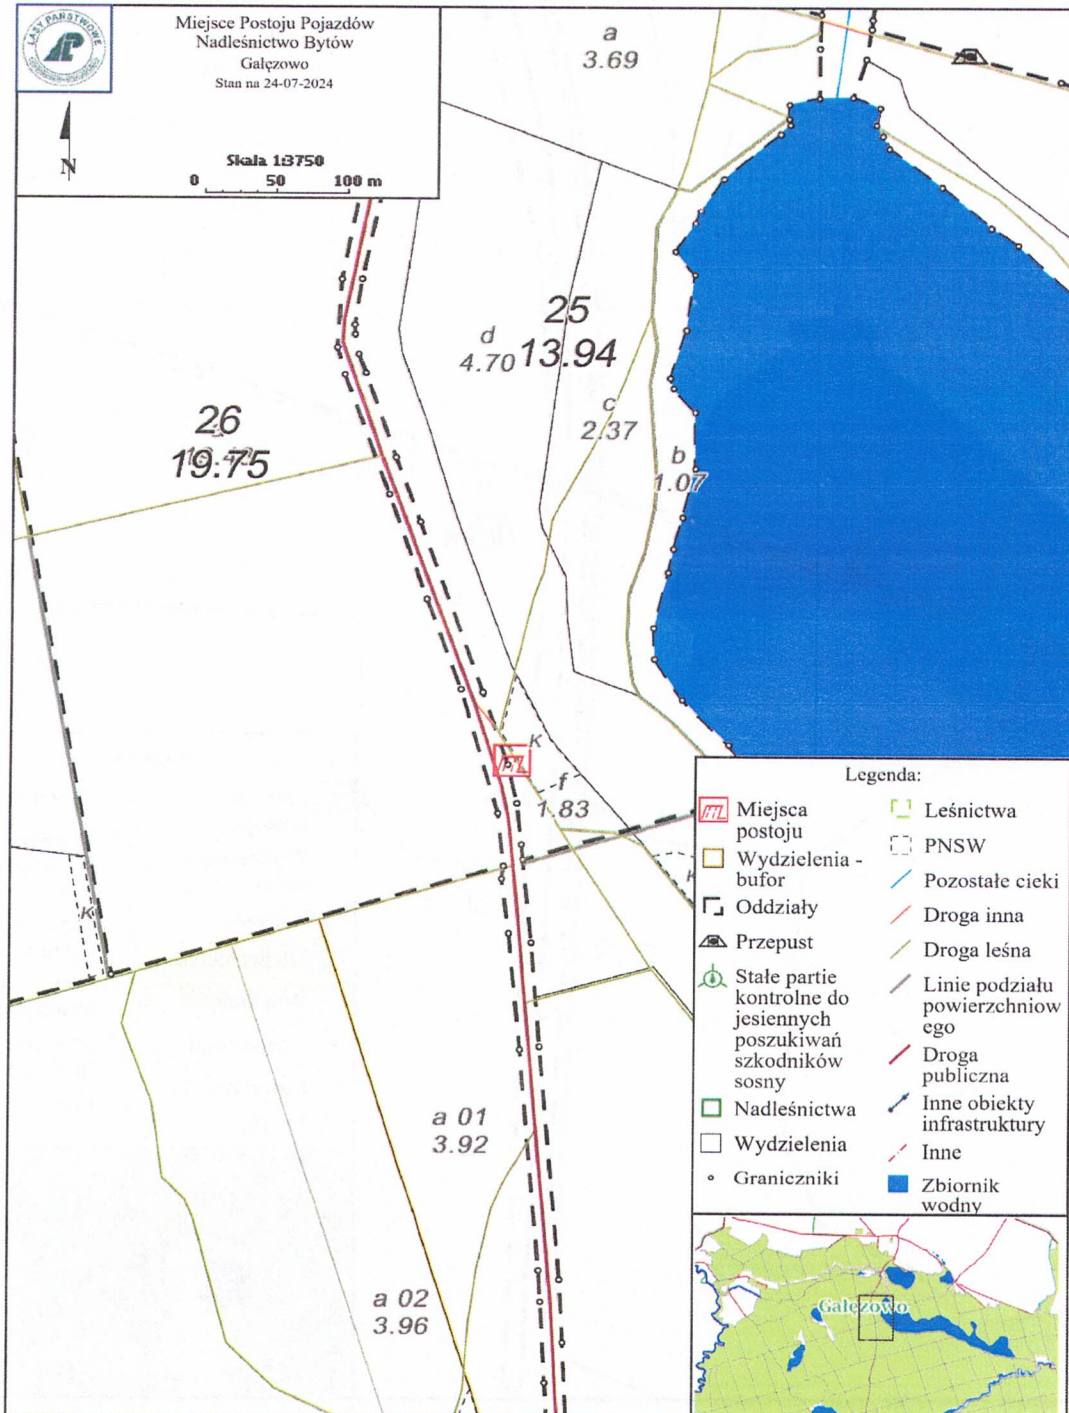 LASY PAŃSTWOWE
Miejsce Postoju Pojazdów
Nadleśnictwo Bytów
Gałęzowo
Stan na 24-07-2024
N
Skala 1:3750
0 50 100 m
a
3.69
25
13.94
d
4.70
c
2.37
26
19.75
b
1.07
K
f
1.83
K
K
a 01
3.92
a 02
3.96
Legenda:
Miejsca
postoju
Wydzielenia -
bufor
Oddziały
Przepust
Stałe partie
kontrolne do
jesiennych
poszukiwań
szkodników
sosny
Nadleśnictwa
Wydzielenia
Graniczniki
Leśnictwa
PNSW
Pozostałe cieki
Droga inna
Droga leśna
Linie podziału
powierzchniow
ego
Droga
publiczna
Inne obiekty
infrastruktury
Inne
Zbiornik
wodny
Gałęzowo